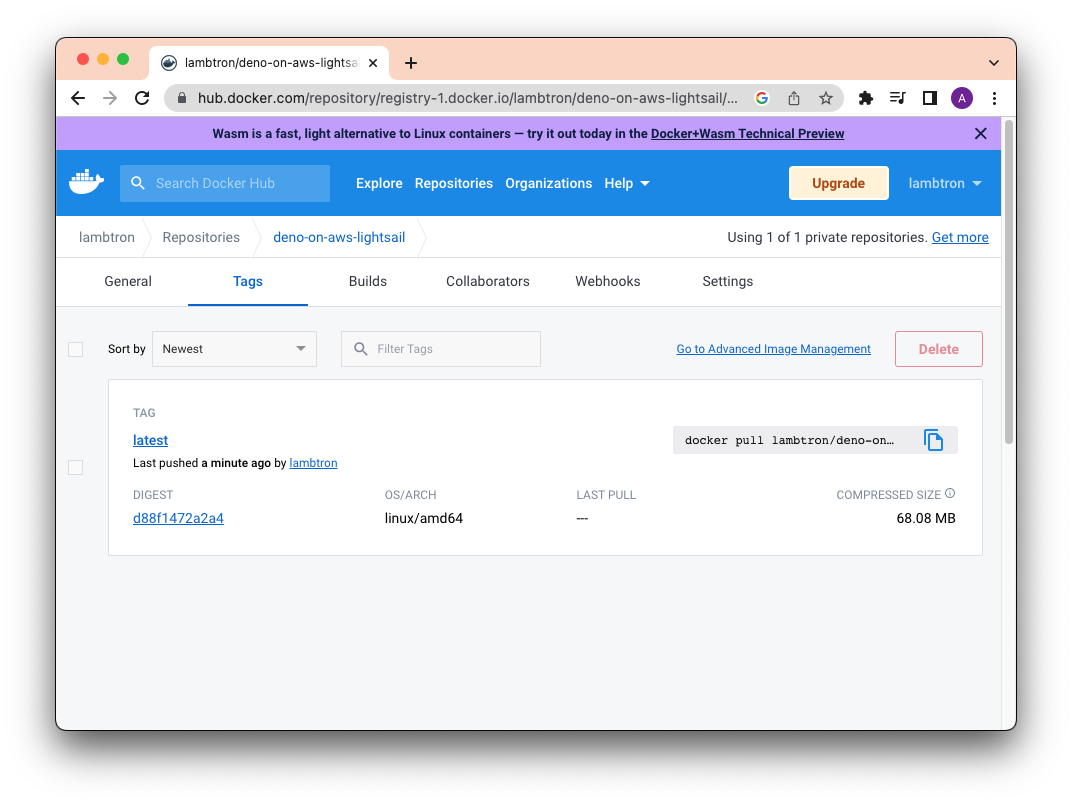 lambtron/deno-on-aws-lightsa
hub.docker.com/repository/registry-1.docker.io/lambtron/deno-on-aws-lightsail/...
A
Wasm is a fast, light alternative to Linux containers — try it out today in the Docker+Wasm Technical Preview
Search Docker Hub Explore Repositories Organizations Help Upgrade lambtron
lambtron Repositories deno-on-aws-lightsail Using 1 of 1 private repositories. Get more
General Tags Builds Collaborators Webhooks Settings
Sort by Newest Filter Tags Go to Advanced Image Management Delete
TAG
latest docker pull lambtron/deno-on...
Last pushed a minute ago by lambtron
DIGEST OS/ARCH LAST PULL COMPRESSED SIZE
d88f1472a2a4 linux/amd64 --- 68.08 MB